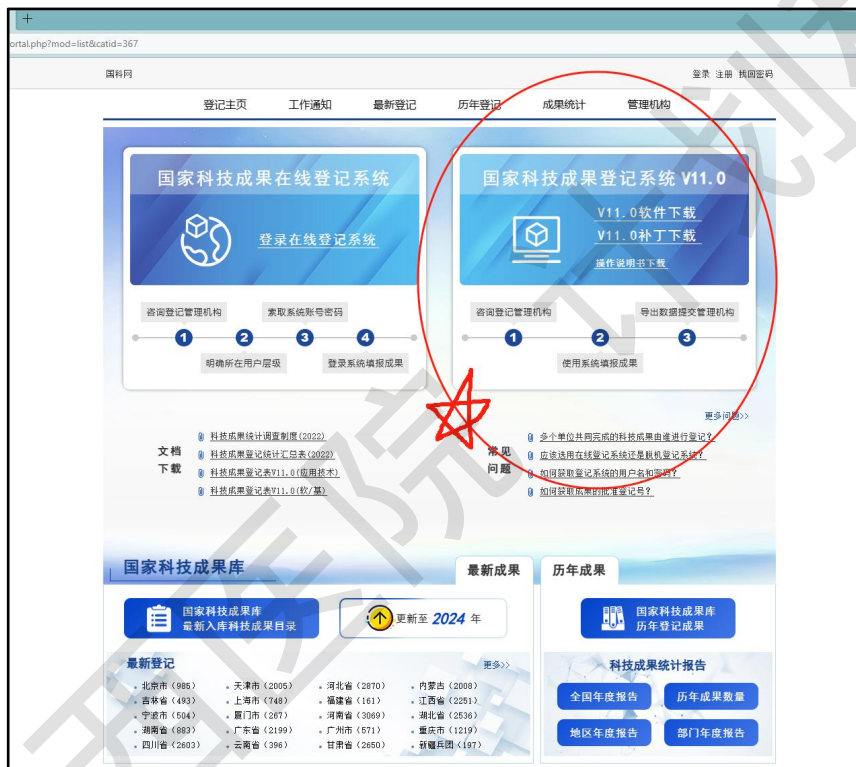 +
ortal.php?mod=list&catid=367
国科网
登录 注册 找回密码
登记主页 工作通知 最新登记 历年登记 成果统计 管理机构
国家科技成果在线登记系统
登录在线登记系统
咨询登记管理机构 索取系统账号密码
1 2 3 4
明确所在用户层级 登录系统填报成果
国家科技成果登记系统 V11.0
V11.0软件下载
V11.0补丁下载
操作说明书下载
咨询登记管理机构 导出数据提交管理机构
1 2 3
使用系统填报成果
更多问题>>
文档
下载
科技成果统计调查制度(2022)
科技成果登记统计汇总表(2022)
科技成果登记表V11.0(应用技术)
科技成果登记表V11.0(软/基)
常见
问题
多个单位共同完成的科技成果由谁进行登记?
应该选用在线登记系统还是脱机登记系统?
如何获取登记系统的用户名和密码?
如何获取成果的批准登记号?
国家科技成果库
最新成果 历年成果
国家科技成果库
最新入库科技成果目录
更新至 2024 年
国家科技成果库
历年登记成果
最新登记 更多>>
北京市（985） 天津市（2005） 河北省（2870） 内蒙古（2008）
吉林省（493） 上海市（748） 福建省（161） 江西省（2251）
宁波市（504） 厦门市（267） 河南省（3069） 湖北省（2536）
湖南省（883） 广东省（2199） 广州市（571） 重庆市（1219）
四川省（2603） 云南省（396） 甘肃省（2650） 新疆兵团（197）
科技成果统计报告
全国年度报告 历年成果数量
地区年度报告 部门年度报告
西医院 计划